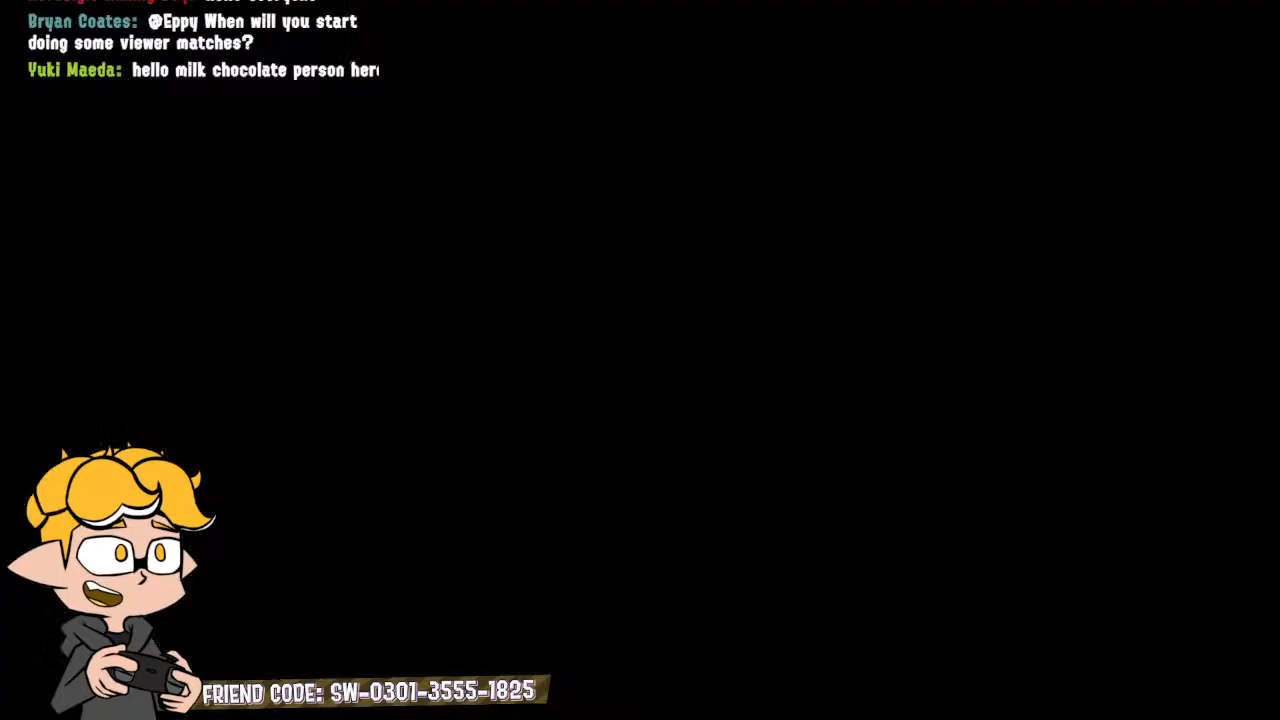 Bryan Coates: @Eppy When will you start
doing some viewer matches?
Yuki Maeda: hello milk chocolate person here
FRIEND CODE: SW-0301-3555-1825